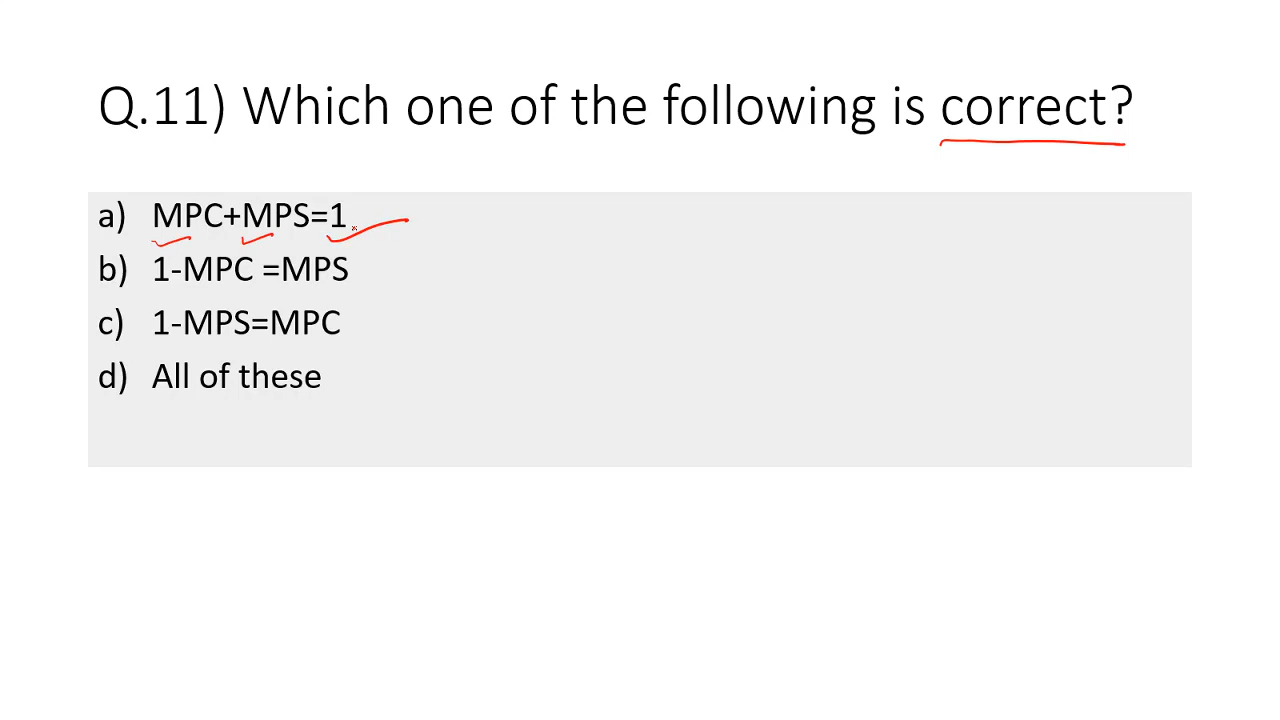 Q.11) Which one of the following is correct?
a) MPC+MPS=1
b) 1-MPC =MPS
c) 1-MPS=MPC
d) All of these